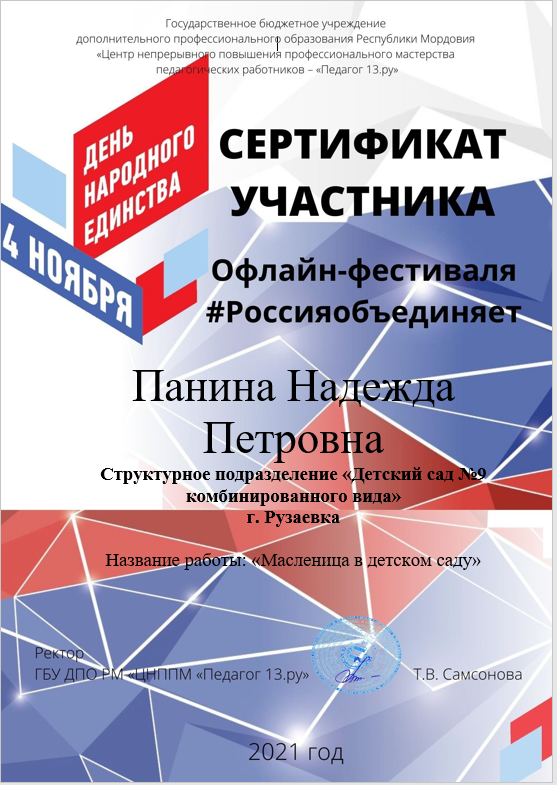 Государственное бюджетное учреждение
дополнительного профессионального образования Республики Мордовия
«Центр непрерывного повышения профессионального мастерства
педагогических работников – «Педагог 13.ру»
ДЕНЬ
НАРОДНОГО
ЕДИНСТВА
4 НОЯБРЯ
СЕРТИФИКАТ
УЧАСТНИКА
Офлайн-фестиваля
#Россияобъединяет
Панина Надежда
Петровна
Структурное подразделение «Детский сад №9
комбинированного вида»
г. Рузаевка
Название работы: «Масленица в детском саду»
Ректор
ГБУ ДПО РМ «ЦНППМ «Педагог 13.ру»
Т.В. Самсонова
2021 год